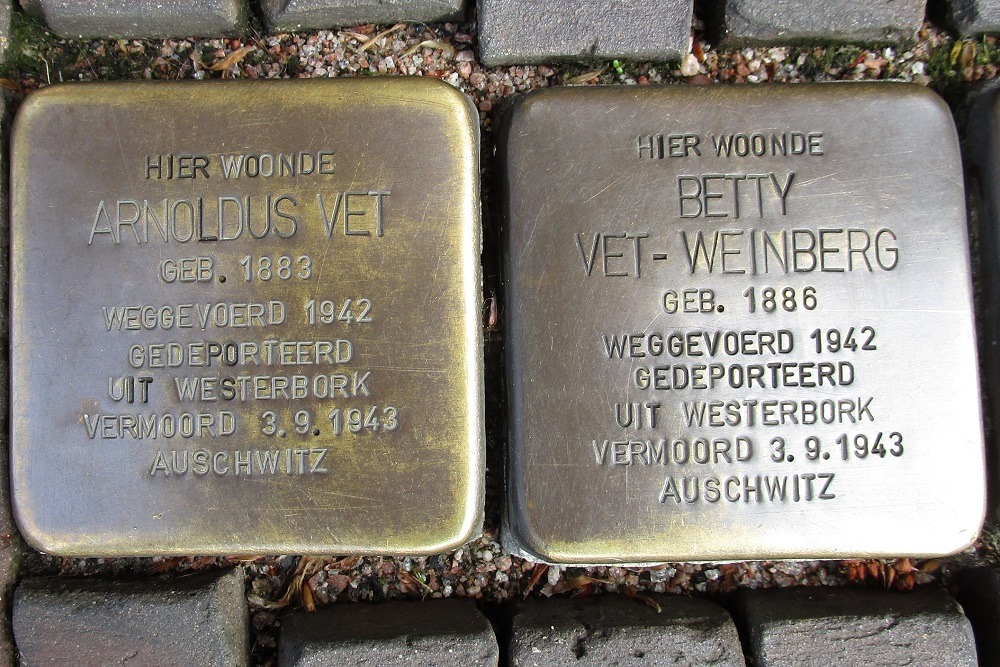 HIER WOONDE
ARNOLDUS VET
GEB. 1883
WEGGEVOERD 1942
GEDEPORTEERD
UIT WESTERBORK
VERMOORD 3.9.1943
AUSCHWITZ
HIER WOONDE
BETTY
VET-WEINBERG
GEB. 1886
WEGGEVOERD 1942
GEDEPORTEERD
UIT WESTERBORK
VERMOORD 3.9.1943
AUSCHWITZ